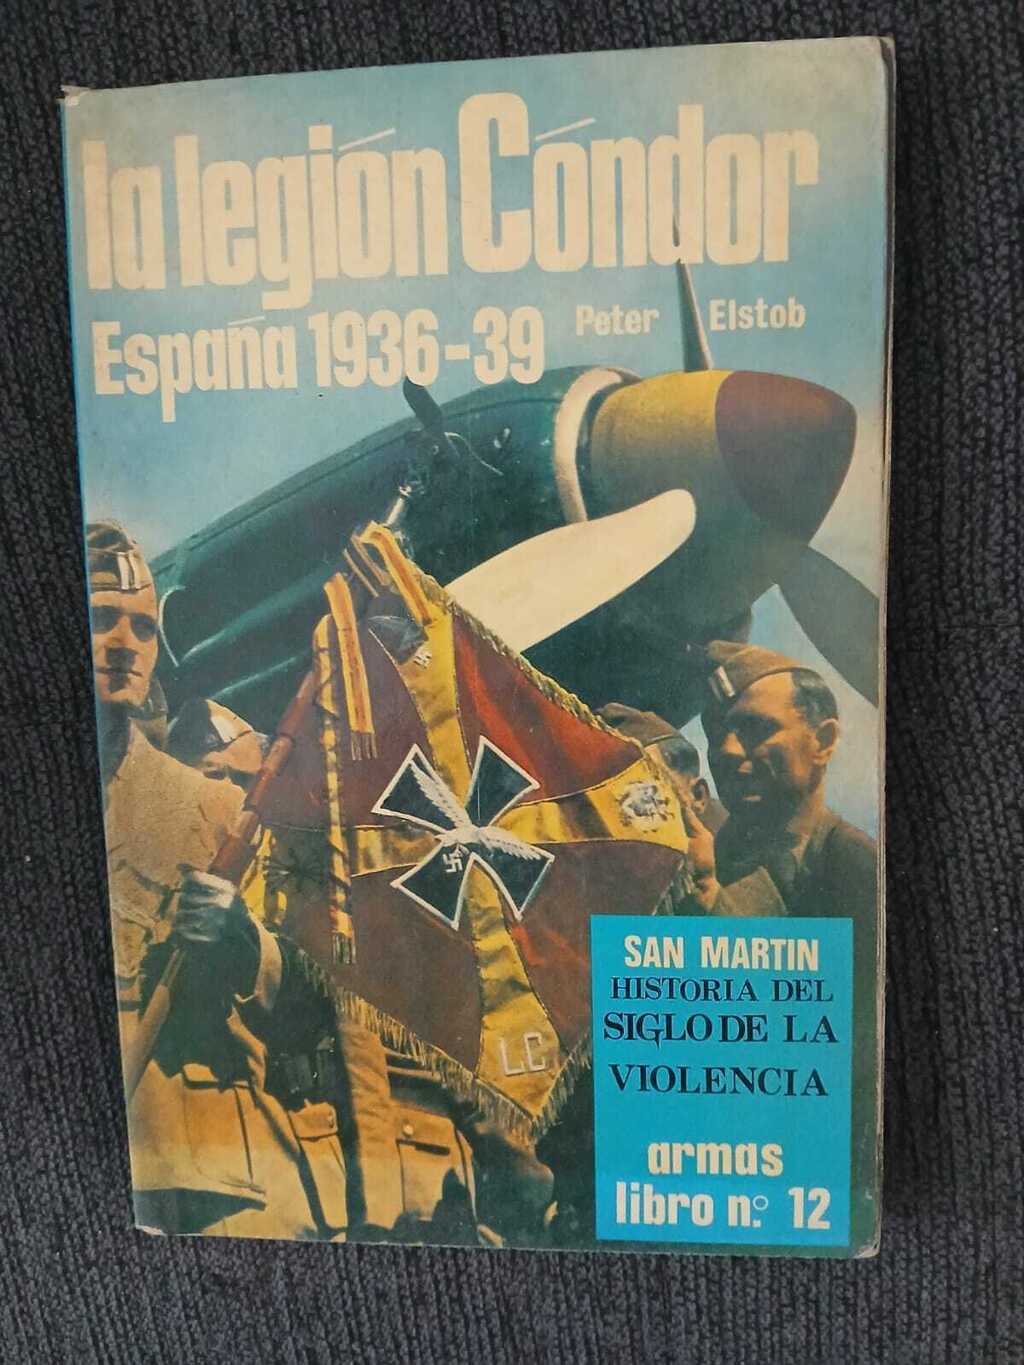 la legión Cóndor
España 1936-39
Peter Elstob
LC
SAN MARTIN
HISTORIA DEL
SIGLO DE LA
VIOLENCIA
armas
libro n.º 12